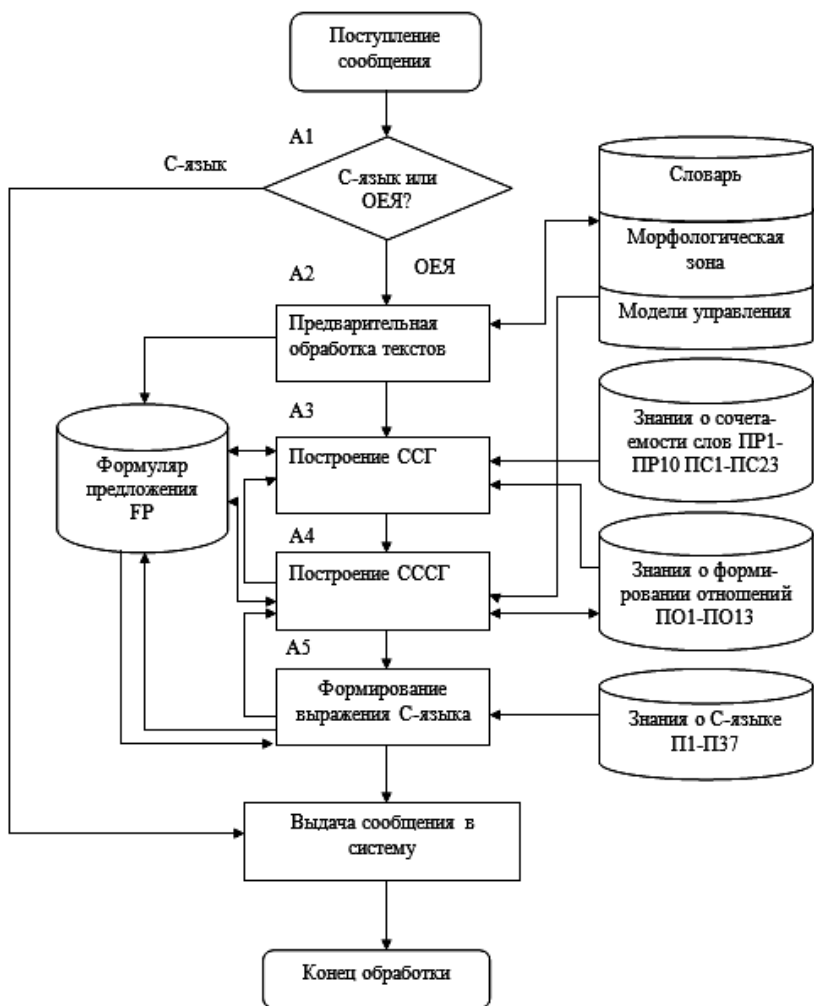 Поступление
сообщения
А1
С-язык
С-язык или
ОЕЯ?
ОЕЯ
Словарь
Морфологическая
зона
Модели управления
А2
Предварительная
обработка текстов
А3
Построение ССГ
Знания о сочета-
емости слов ПР1-
ПР10 ПС1-ПС23
Формуляр
предложения
FP
А4
Построение СССГ
Знания о форми-
ровании отношений
ПО1-ПО13
А5
Формирование
выражения С-языка
Знания о С-языке
П1-П37
Выдача сообщения в
систему
Конец обработки